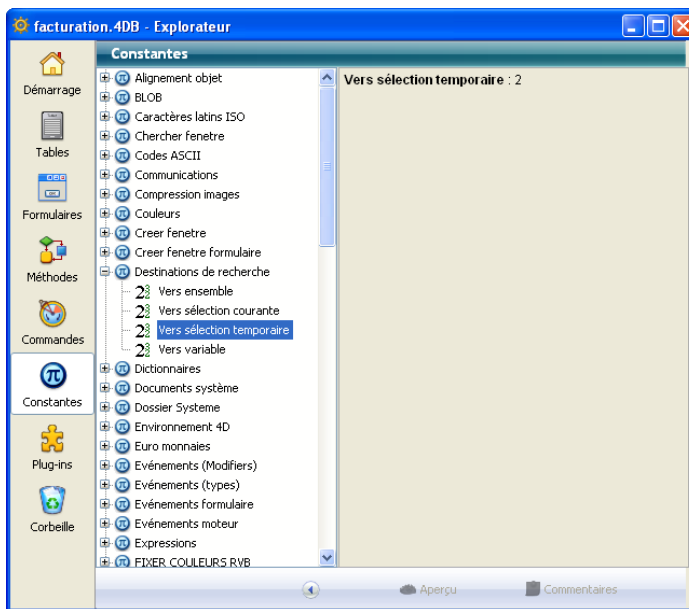 facturation.4DB - Explorateur
Constantes
Démarrage
Tables
Formulaires
Méthodes
Commandes
Constantes
Plug-ins
Corbeille
Alignement objet
BLOB
Caractères latins ISO
Chercher fenetre
Codes ASCII
Communications
Compression images
Couleurs
Creer fenetre
Creer fenetre formulaire
Destinations de recherche
Vers ensemble
Vers sélection courante
Vers sélection temporaire
Vers variable
Dictionnaires
Documents système
Dossier Systeme
Environnement 4D
Euro monnaies
Evénements (Modifiers)
Evénements (types)
Evénements formulaire
Evénements moteur
Expressions
FIXER COULEURS RVB
Vers sélection temporaire : 2
Aperçu
Commentaires